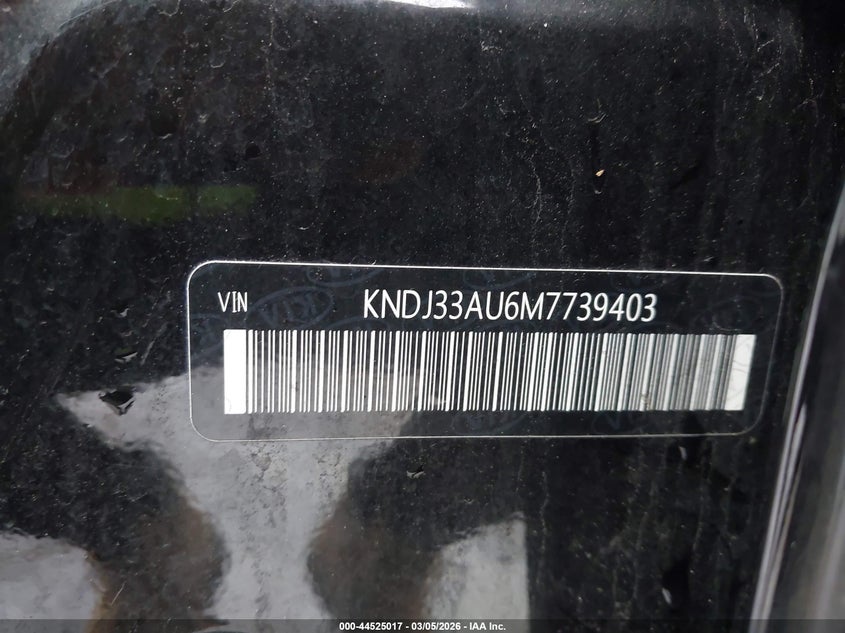 VIN KNDJ33AU6M7739403
000-44525017 - 03/05/2026 - IAA Inc.